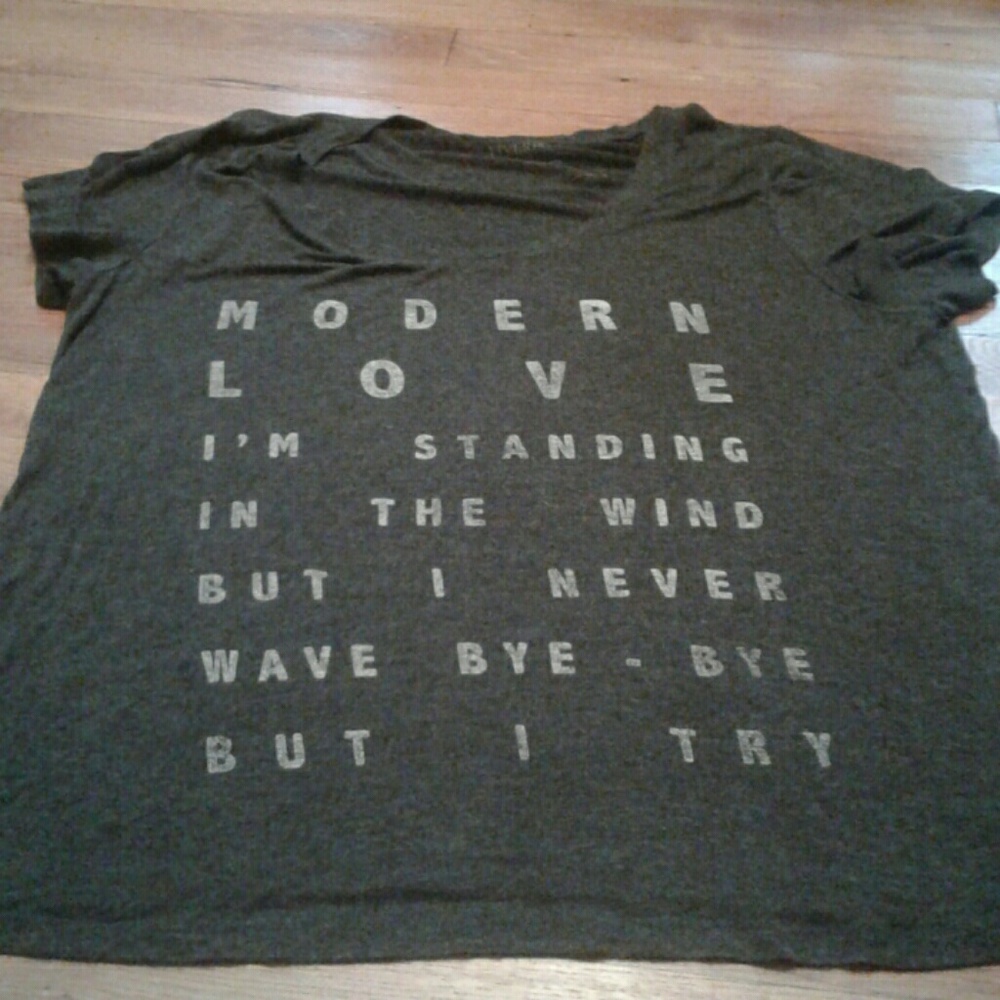 MODERN
LOVE
I'M STANDING
IN THE WIND
BUT I NEVER
WAVE BYE - BYE
BUT I TRY